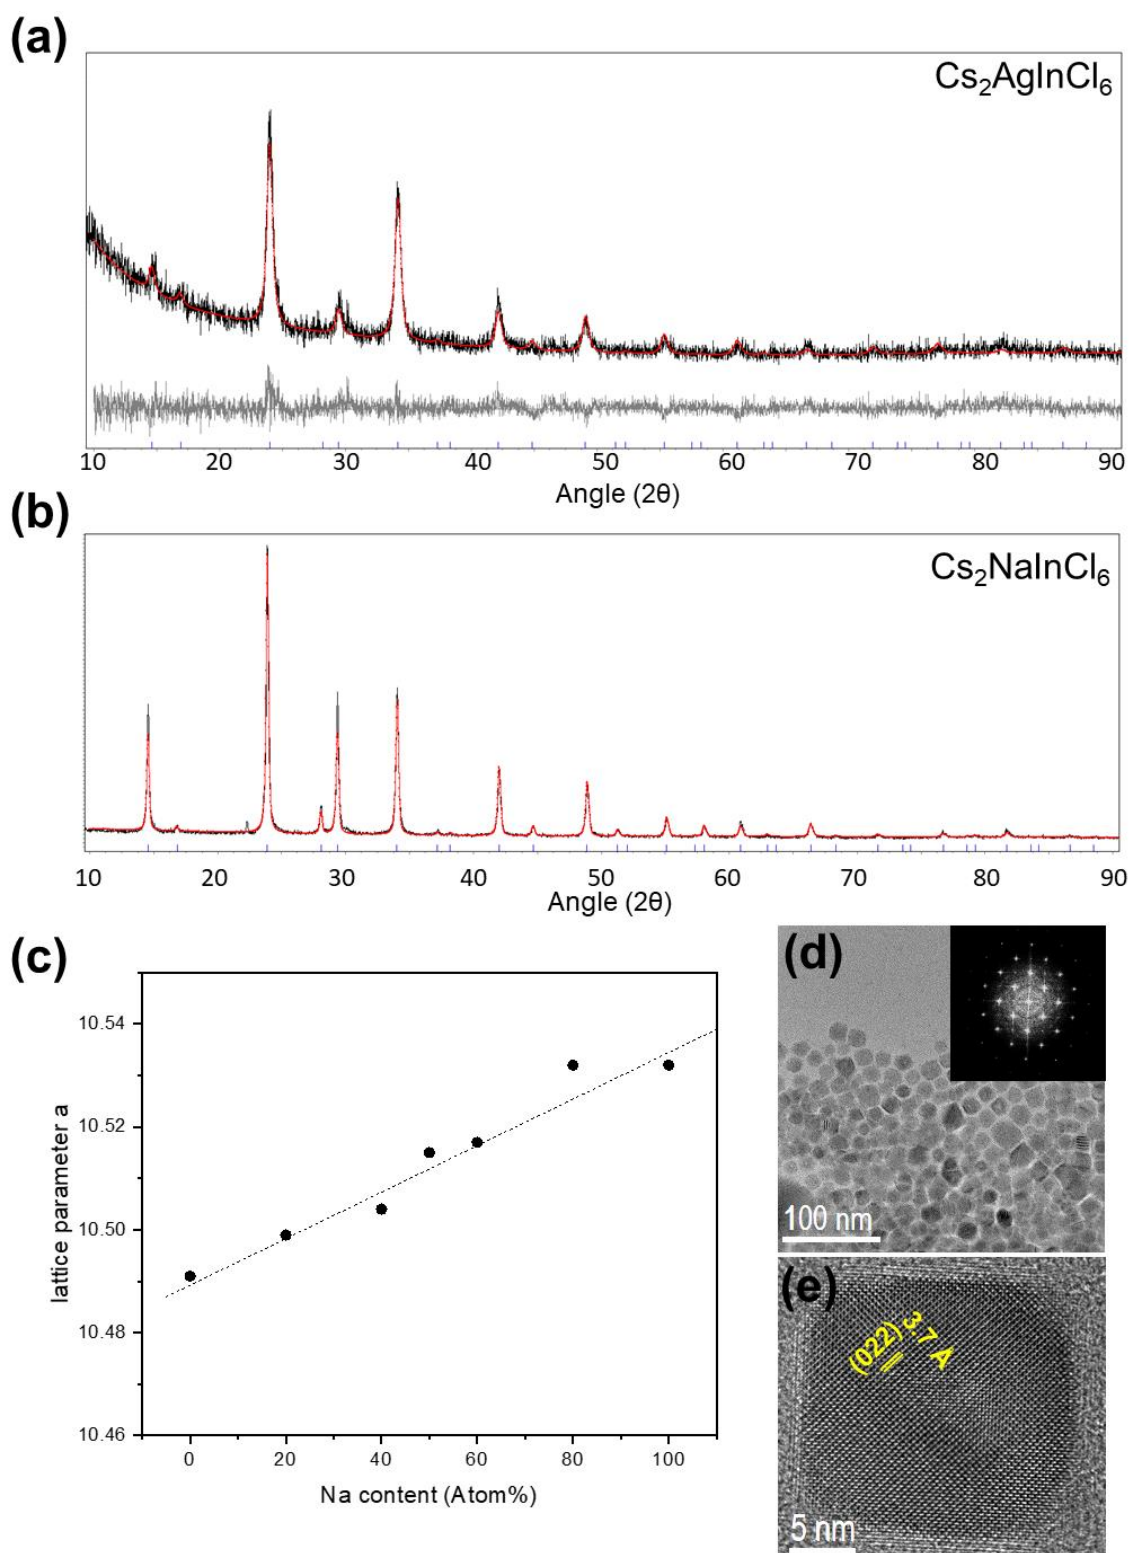 (a)
Cs₂AgInCl₆
10 20 30 40 50 60 70 80 90
Angle (2θ)
(b)
Cs₂NaInCl₆
10 20 30 40 50 60 70 80 90
Angle (2θ)
(c)
10.54
10.52
10.50
10.48
10.46
lattice parameter a
0 20 40 60 80 100
Na content (Atom%)
(d)
100 nm
(e)
(022)
3.7 Å
5 nm